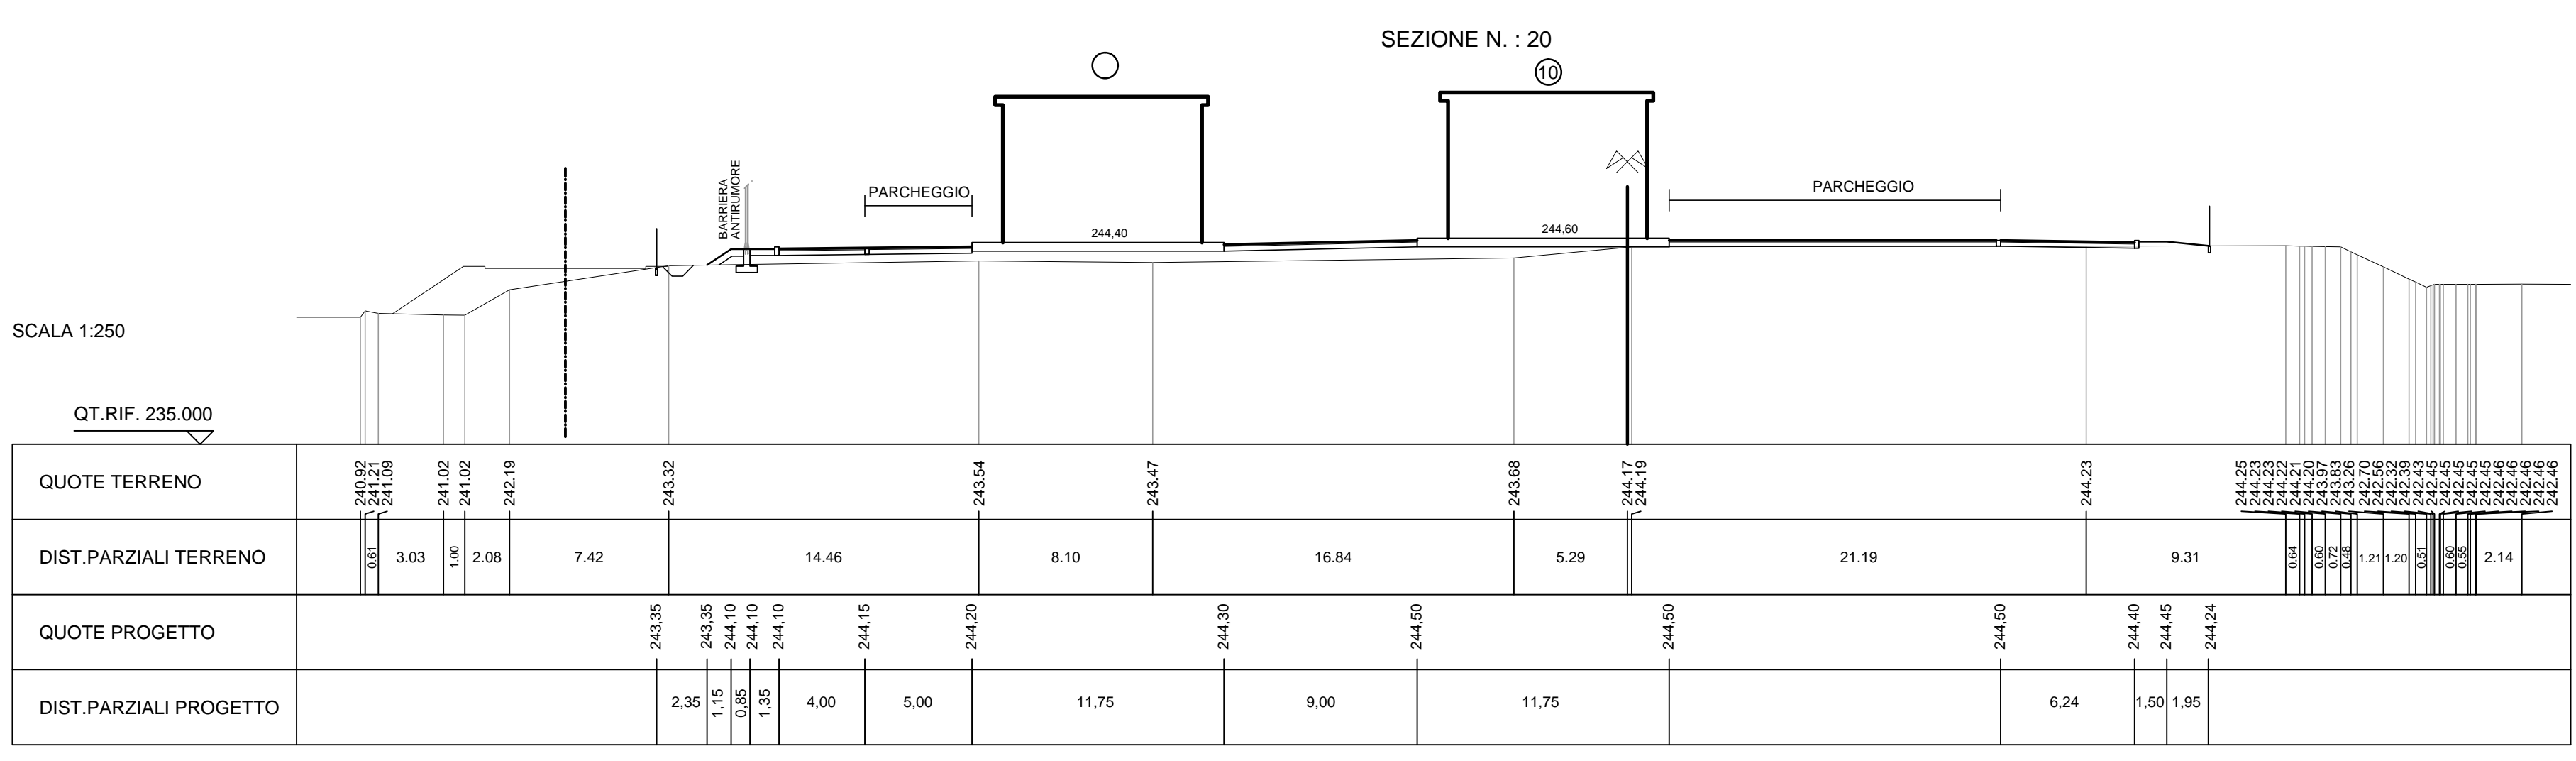 SEZIONE N. : 20
10
BARRIERA
ANTIRUMORE
PARCHEGGIO
PARCHEGGIO
244,40
244,60
SCALA 1:250
QT.RIF. 235.000
QUOTE TERRENO
240.92 241.21 241.09 241.02 241.02 242.19 243.32 243.54 243.47 243.68 244.17 244.19 244.23 244.25 244.23 244.23 244.22 244.21 244.20 243.97 243.83 243.26 242.70 242.56 242.32 242.39 242.43 242.45 242.45 242.45 242.45 242.45 242.46 242.46 242.46 242.46 242.46
DIST.PARZIALI TERRENO
0.61 3.03 1.00 2.08 7.42 14.46 8.10 16.84 5.29 21.19 9.31 0.64 0.60 0.72 0.48 1.21 1.20 0.51 0.60 0.55 2.14
QUOTE PROGETTO
243,35 243,35 244,10 244,10 244,10 244,15 244,20 244,30 244,50 244,50 244,50 244,40 244,45 244,24
DIST.PARZIALI PROGETTO
2,35 1,15 0,85 1,35 4,00 5,00 11,75 9,00 11,75 6,24 1,50 1,95